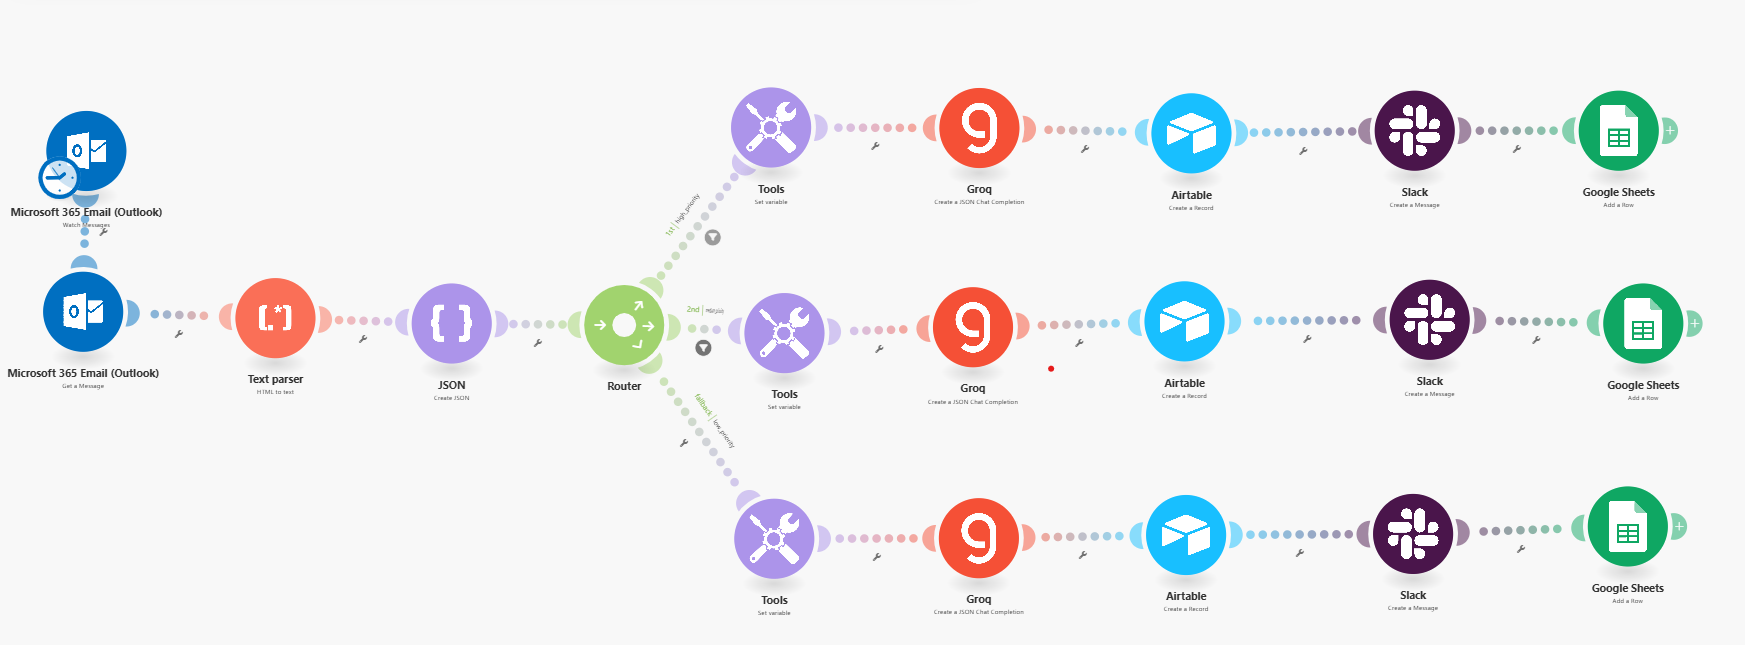 Microsoft 365 Email (Outlook)
Watch Messages
Microsoft 365 Email (Outlook)
Get a Message
Text parser
HTML to text
JSON
Create JSON
Router
1st | high_priority
2nd |
fallback | low_priority
Tools
Set variable
Groq
Create a JSON Chat Completion
Airtable
Create a Record
Slack
Create a Message
Google Sheets
Add a Row
Tools
Set variable
Groq
Create a JSON Chat Completion
Airtable
Create a Record
Slack
Create a Message
Google Sheets
Add a Row
Tools
Set variable
Groq
Create a JSON Chat Completion
Airtable
Create a Record
Slack
Create a Message
Google Sheets
Add a Row